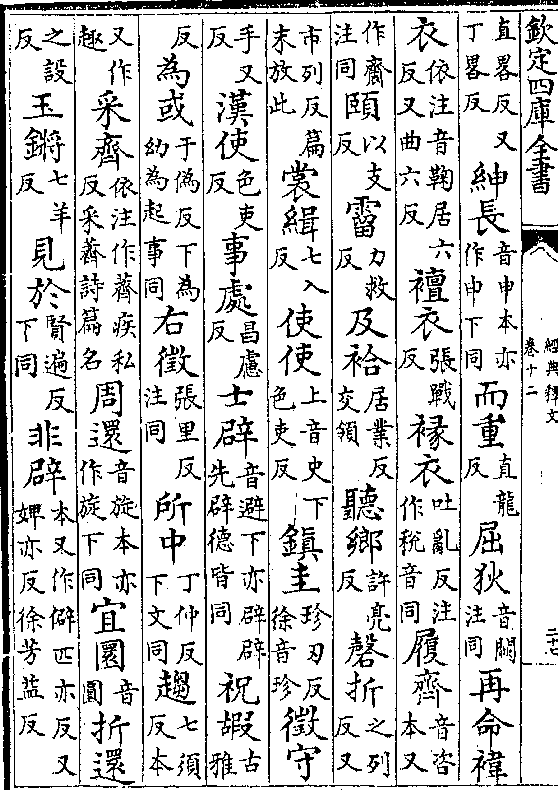 欽定四庫全書
經典釋文
卷十二
直畧反又丁畧反紳長音申本亦作申下同而重直龍反屈狄音闕注同再命褘
衣依注音鞠居六反又曲六反襢衣張戰反褖衣吐亂反注作稅音同履齊音咨本又
作齋注同頤以支反霤力救反及袷居業反交領聽鄉許亮反磬折之列反又
市列反篇末放此裳緝七入反使使上音史下色吏反鎮圭珍刃反徐音珍徵守
手又反漢使色吏反事處昌慮反士辟音避下亦辟辟先辟德皆同祝嘏古雅
反為或于偽反下為幼為起事同右徵張里反注同所中丁仲反下文同趨七須反本
又作趣采齊依注作薺疾私反采薺詩篇名周還音旋本亦作旋下同宜圜音圓折還
之設反玉鏘七羊反見於賢遍反下同非辟本又作僻匹亦反又婢亦反徐芳益反